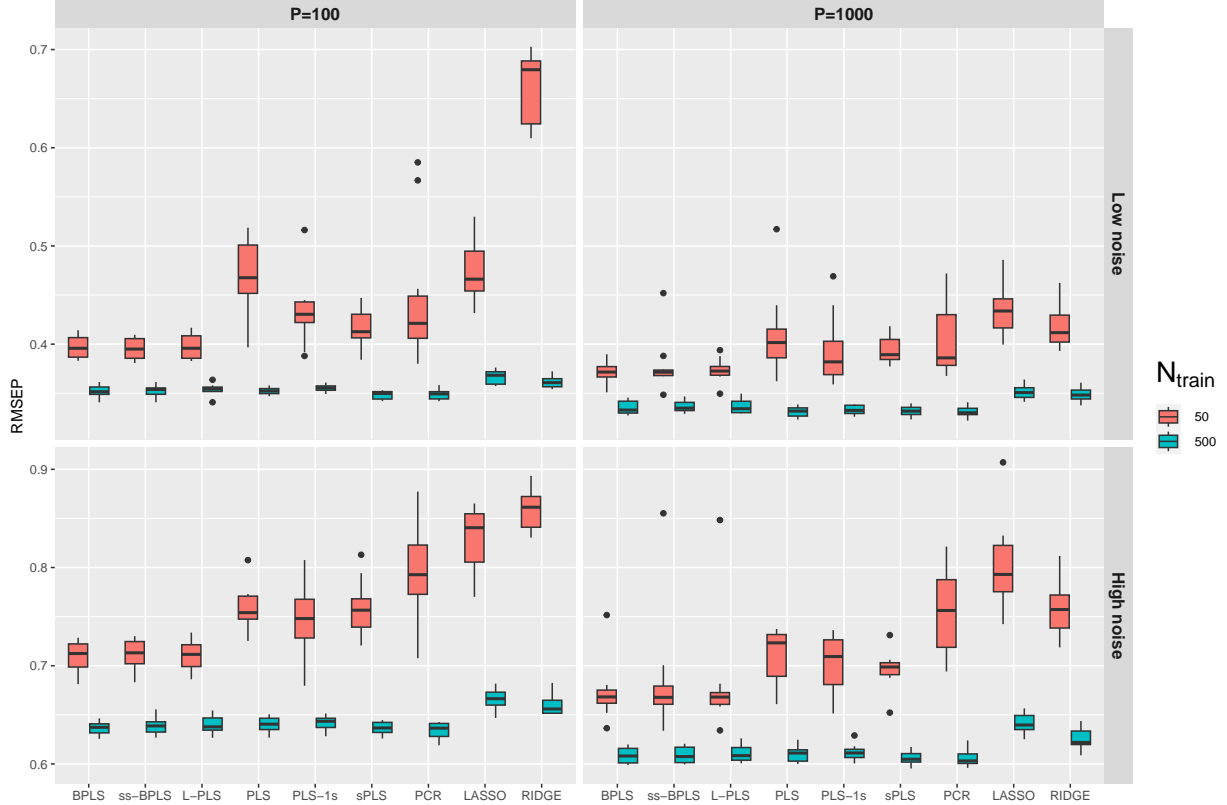 P=100 P=1000
0.7
0.6
0.5
0.4
Low noise
RMSEP
N_train
50
500
0.9
0.8
0.7
0.6
High noise
BPLS ss-BPLS L-PLS PLS PLS-1s sPLS PCR LASSO RIDGE BPLS ss-BPLS L-PLS PLS PLS-1s sPLS PCR LASSO RIDGE